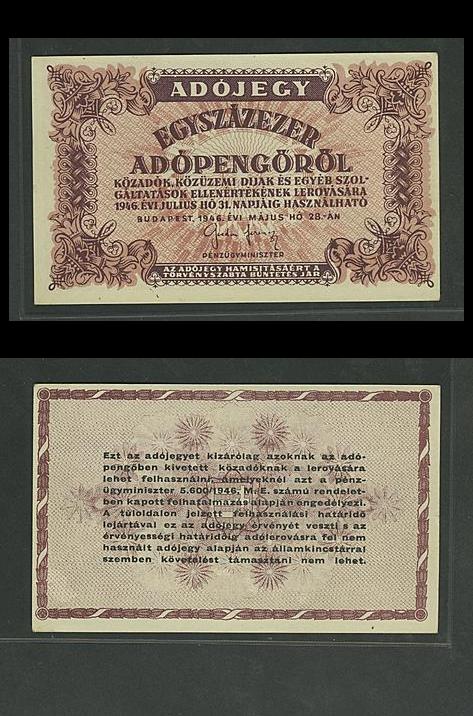 ADÓJEGY
EGYSZÁZEZER
ADÓPENGŐRŐL
KÖZADÓK, KÖZÜZEMI DIJAK ÉS EGYÉB SZOL-
GÁLTATÁSOK ELLENÉRTÉKÉNEK LEROVÁSÁRA
1946. ÉVI JULIUS HÓ 31. NAPJÁIG HASZNÁLHATÓ
BUDAPEST, 1946. ÉVI MÁJUS HÓ 28.-ÁN
PÉNZÜGYMINISZTER
AZ ADÓJEGY HAMISITÁSÁÉRT A
TÖRVÉNYSZABTA BÜNTETÉS JÁR
Ezt az adójegyet kizárólag azoknak az adó-
pengőben kivetett közadóknak a lerovására
lehet felhasználni, amelyeknél azt a pénz-
ügyminiszter 5.600/1946. M. E. számú rendelet-
ben kapott felhatalmazás alapján engedélyezi.
A túloldalon jelzett felhasználási határidő
lejártával ez az adójegy érvényét veszti s az
érvényességi határidőig adólerovásra fel nem
használt adójegy alapján az államkincstárral
szemben követelést támasztani nem lehet.